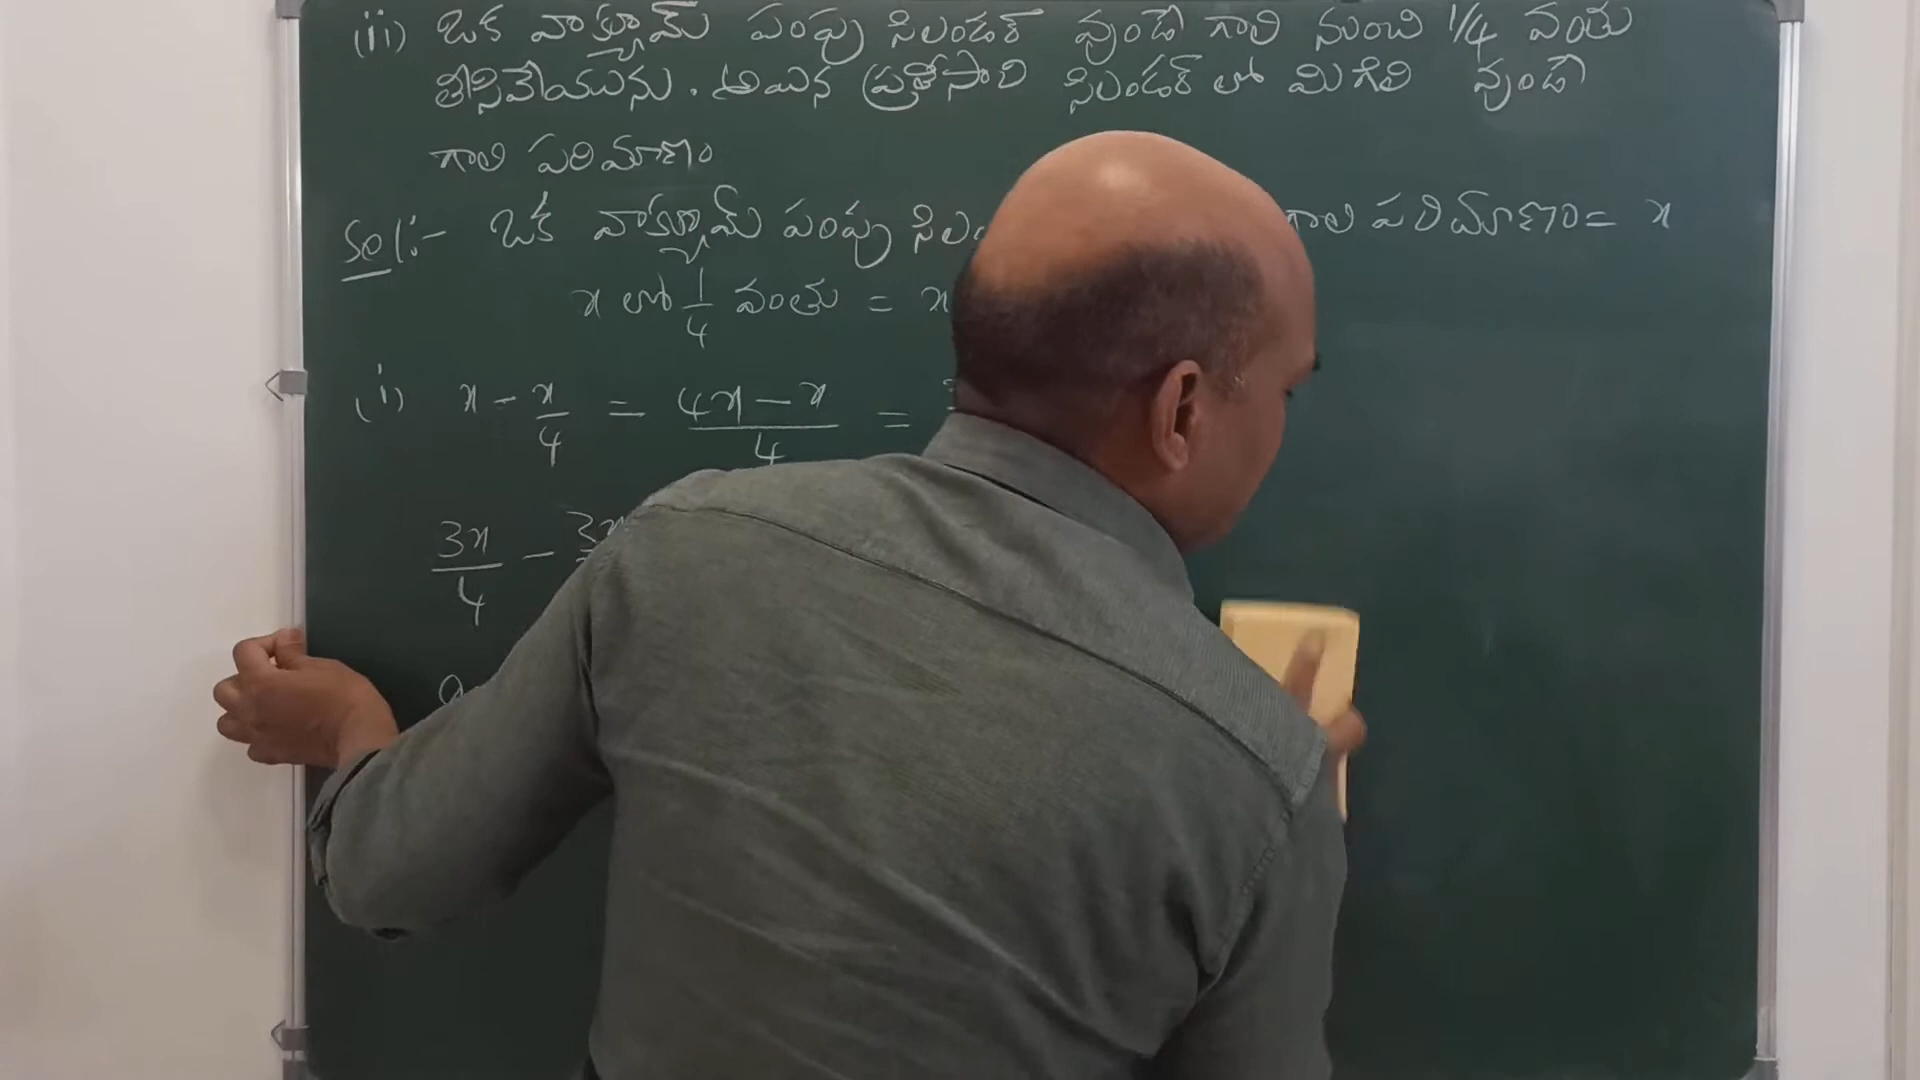 (ii) ఒక వాక్యూమ్ పంపు సిలండర్ వుండే గాలి నుంచి 1/4 వంతు
తీసివేయును. అయిన ప్రతీసారి సిలండర్ లో మిగిలి వుండే
గాలి పరిమాణం
Sol:- ఒక వాక్యూమ్ పంపు గాలి పరిమాణం = x
x లో 1/4 వంతు = x
(i) x - x/4 = (4x - x)/4 =
3x/4 -